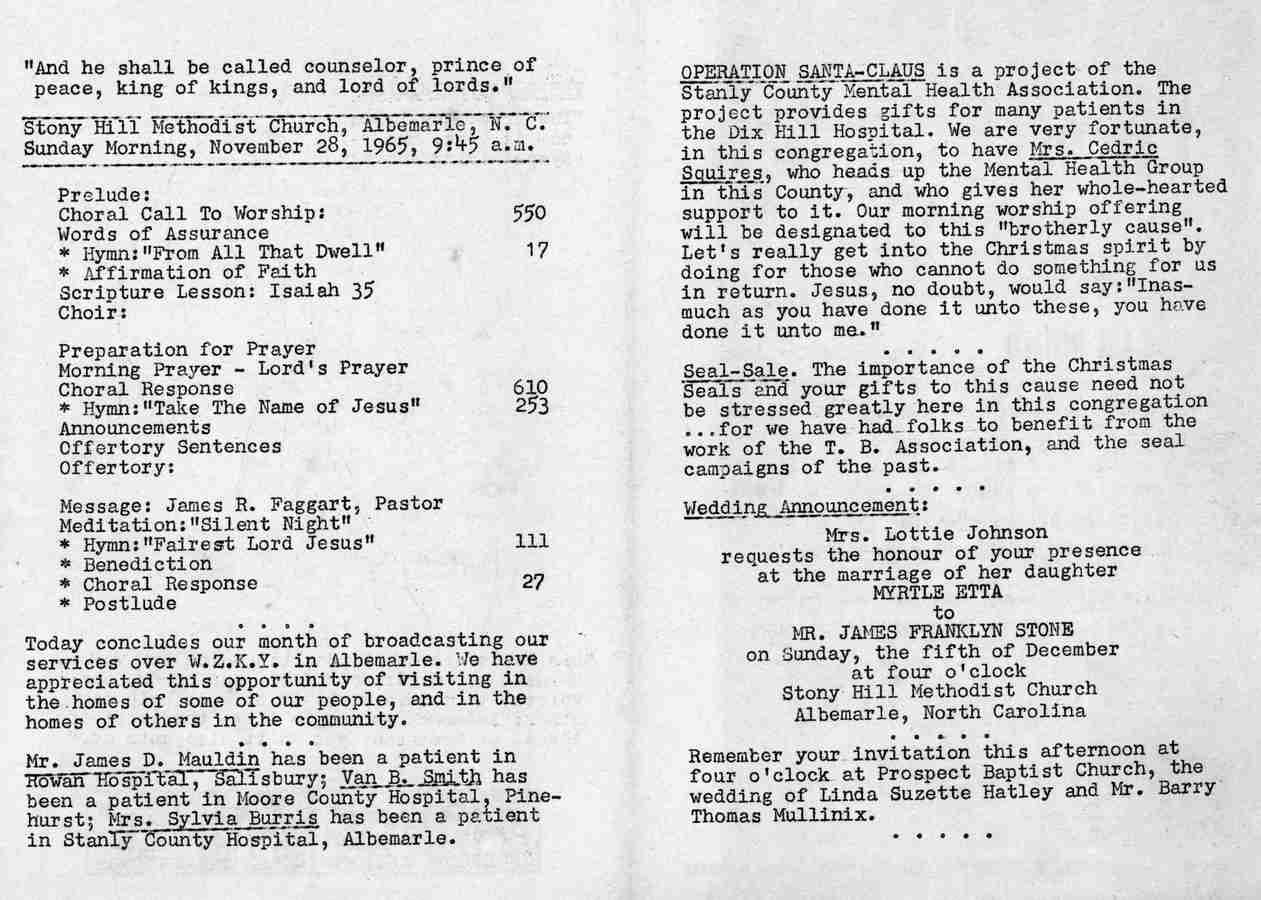 "And he shall be called counselor, prince of
peace, king of kings, and lord of lords."
Stony Hill Methodist Church, Albemarle, N. C.
Sunday Morning, November 28, 1965, 9:45 a.m.
Prelude:
Choral Call To Worship: 550
Words of Assurance
* Hymn:"From All That Dwell" 17
* Affirmation of Faith
Scripture Lesson: Isaiah 35
Choir:
Preparation for Prayer
Morning Prayer - Lord's Prayer
Choral Response 610
* Hymn:"Take The Name of Jesus" 253
Announcements
Offertory Sentences
Offertory:
Message: James R. Faggart, Pastor
Meditation:"Silent Night"
* Hymn:"Fairest Lord Jesus" 111
* Benediction
* Choral Response 27
* Postlude
. . . .
Today concludes our month of broadcasting our
services over W.Z.K.Y. in Albemarle. We have
appreciated this opportunity of visiting in
the homes of some of our people, and in the
homes of others in the community.
. . . .
Mr. James D. Mauldin has been a patient in
Rowan Hospital, Salisbury; Van B. Smith has
been a patient in Moore County Hospital, Pine-
hurst; Mrs. Sylvia Burris has been a patient
in Stanly County Hospital, Albemarle.
OPERATION SANTA-CLAUS is a project of the
Stanly County Mental Health Association. The
project provides gifts for many patients in
the Dix Hill Hospital. We are very fortunate,
in this congregation, to have Mrs. Cedric
Squires, who heads up the Mental Health Group
in this County, and who gives her whole-hearted
support to it. Our morning worship offering
will be designated to this "brotherly cause".
Let's really get into the Christmas spirit by
doing for those who cannot do something for us
in return. Jesus, no doubt, would say:"Inas-
much as you have done it unto these, you have
done it unto me."
. . . . .
Seal-Sale. The importance of the Christmas
Seals and your gifts to this cause need not
be stressed greatly here in this congregation
...for we have had folks to benefit from the
work of the T. B. Association, and the seal
campaigns of the past.
. . . . .
Wedding Announcement:
Mrs. Lottie Johnson
requests the honour of your presence
at the marriage of her daughter
MYRTLE ETTA
to
MR. JAMES FRANKLYN STONE
on Sunday, the fifth of December
at four o'clock
Stony Hill Methodist Church
Albemarle, North Carolina
. . . . .
Remember your invitation this afternoon at
four o'clock at Prospect Baptist Church, the
wedding of Linda Suzette Hatley and Mr. Barry
Thomas Mullinix.
. . . . .